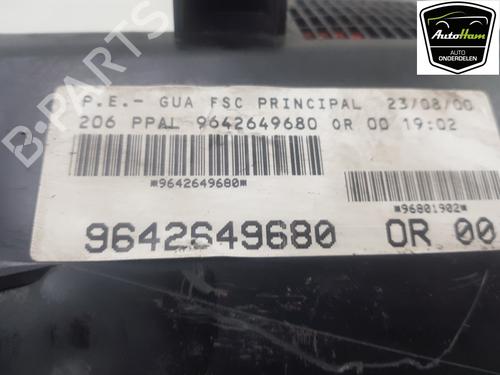 AutoHam
AUTO
ONDERDELEN
P.E.- GUA FSC PRINCIPAL 23/08/00
206 PPAL 9642649680 OR 00 19:02
*9642649680*
*96801902*
9642649680 OR 00
B-PARTS